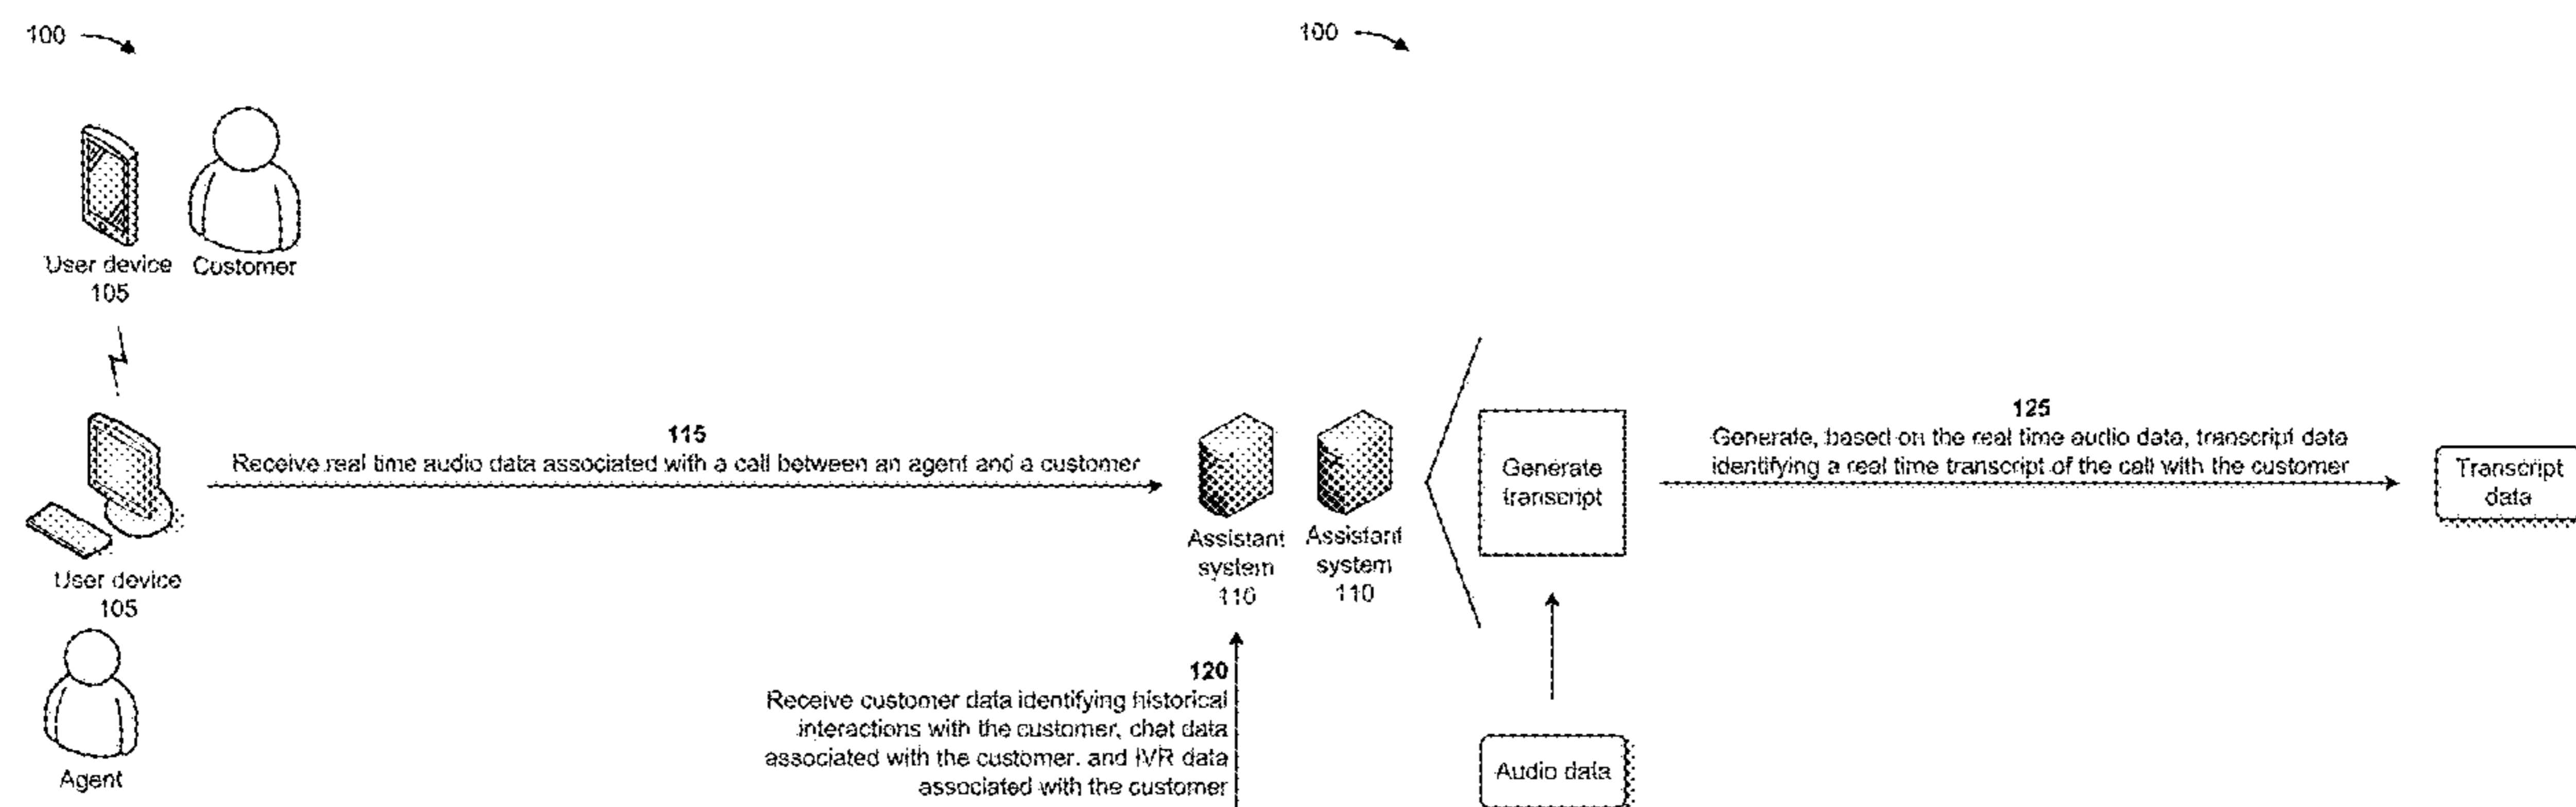 100
User device
105
Customer
User device
105
Agent
115
Receive real time audio data associated with a call between an agent and a customer
Assistant
system
110
120
Receive customer data identifying historical
interactions with the customer, chat data
associated with the customer, and IVR data
associated with the customer
100
Assistant
system
110
Generate
transcript
Audio data
125
Generate, based on the real time audio data, transcript data
identifying a real time transcript of the call with the customer
Transcript
data